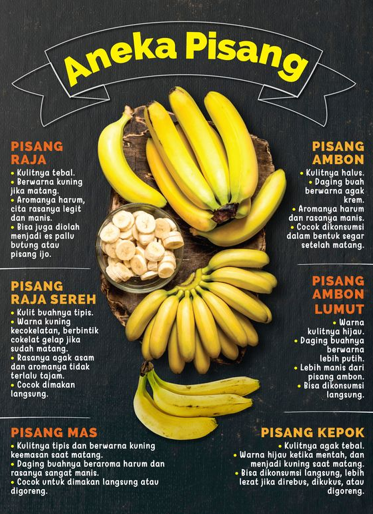 Aneka Pisang
PISANG
RAJA
• Kulitnya tebal.
• Berwarna kuning
jika matang.
• Aromanya harum,
cita rasanya legit
dan manis.
• Bisa juga diolah
menjadi es pallu
butung atau
pisang ijo.
PISANG
AMBON
• Kulitnya halus.
• Daging buah
berwarna agak
krem.
• Aromanya harum
dan rasanya manis.
• Cocok dikonsumsi
dalam bentuk segar
setelah matang.
PISANG
RAJA SEREH
• Kulit buahnya tipis.
• Warna kuning
kecokelatan, berbintik
cokelat gelap jika
sudah matang.
• Rasanya agak asam
dan aromanya tidak
terlalu tajam.
• Cocok dimakan
langsung.
PISANG
AMBON
LUMUT
• Warna
kulitnya hijau.
• Daging buahnya
berwarna
lebih putih.
• Lebih manis dari
pisang ambon.
• Bisa dikonsumsi
langsung.
PISANG MAS
• Kulitnya tipis dan berwarna kuning
keemasan saat matang.
• Daging buahnya beraroma harum dan
rasanya sangat manis.
• Cocok untuk dimakan langsung atau
digoreng.
PISANG KEPOK
• Kulitnya agak tebal.
• Warna hijau ketika mentah, dan
menjadi kuning saat matang.
• Bisa dikonsumsi langsung, lebih
lezat jika direbus, dikukus, atau
digoreng.